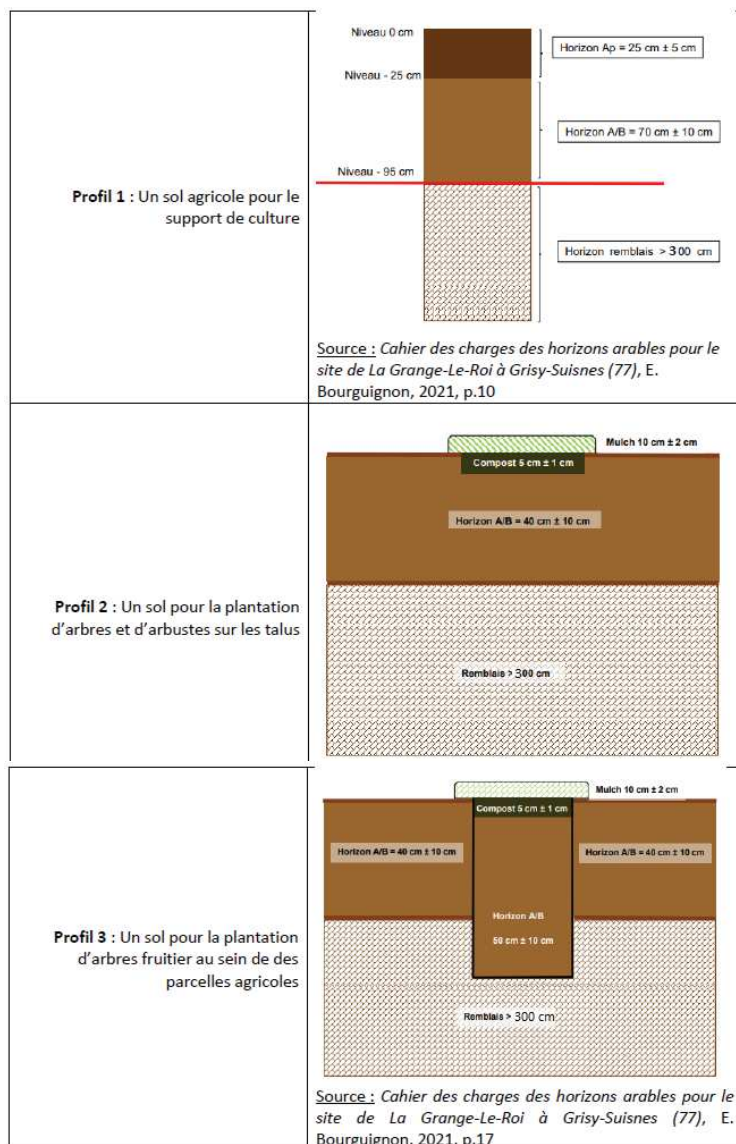 Niveau 0 cm
Horizon Ap = 25 cm ± 5 cm
Niveau - 25 cm
Horizon A/B = 70 cm ± 10 cm
Niveau - 95 cm
Profil 1 : Un sol agricole pour le
support de culture
Horizon remblais > 300 cm
Source : Cahier des charges des horizons arables pour le
site de La Grange-Le-Roi à Grisy-Suisnes (77), E.
Bourguignon, 2021, p.10
Mulch 10 cm ± 2 cm
Compost 5 cm ± 1 cm
Horizon A/B = 40 cm ± 10 cm
Profil 2 : Un sol pour la plantation
d'arbres et d'arbustes sur les talus
Remblais > 300 cm
Mulch 10 cm ± 2 cm
Compost 5 cm ± 1 cm
Horizon A/B = 40 cm ± 10 cm
Horizon A/B = 40 cm ± 10 cm
Horizon A/B
50 cm ± 10 cm
Profil 3 : Un sol pour la plantation
d'arbres fruitier au sein de des
parcelles agricoles
Remblais > 300 cm
Source : Cahier des charges des horizons arables pour le
site de La Grange-Le-Roi à Grisy-Suisnes (77), E.
Bourguignon, 2021, p.17